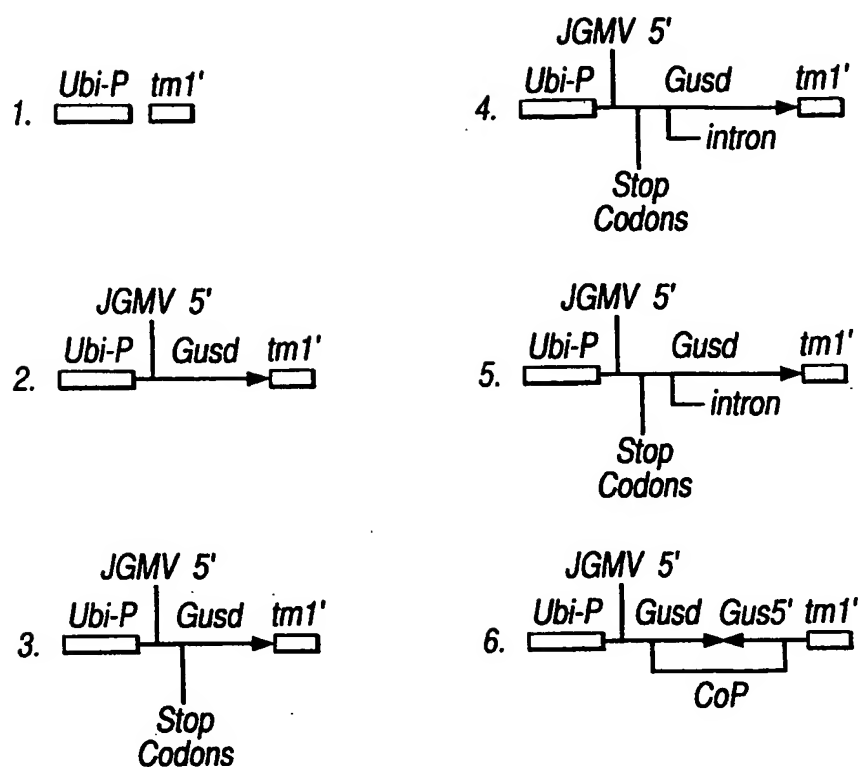 1. Ubi-P tm1'
2. Ubi-P JGMV 5' Gusd tm1'
3. Ubi-P JGMV 5' Gusd tm1'
Stop
Codons
4. Ubi-P JGMV 5' Gusd tm1'
intron
Stop
Codons
5. Ubi-P JGMV 5' Gusd tm1'
intron
Stop
Codons
6. Ubi-P JGMV 5' Gusd Gus5' tm1'
CoP